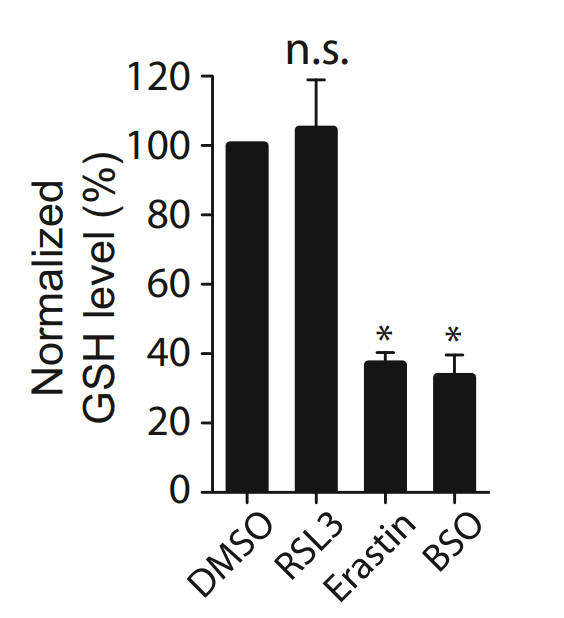 n.s.
120
100
80
60
40
20
0
Normalized
GSH level (%)
*
*
DMSO
RSL3
Erastin
BSO